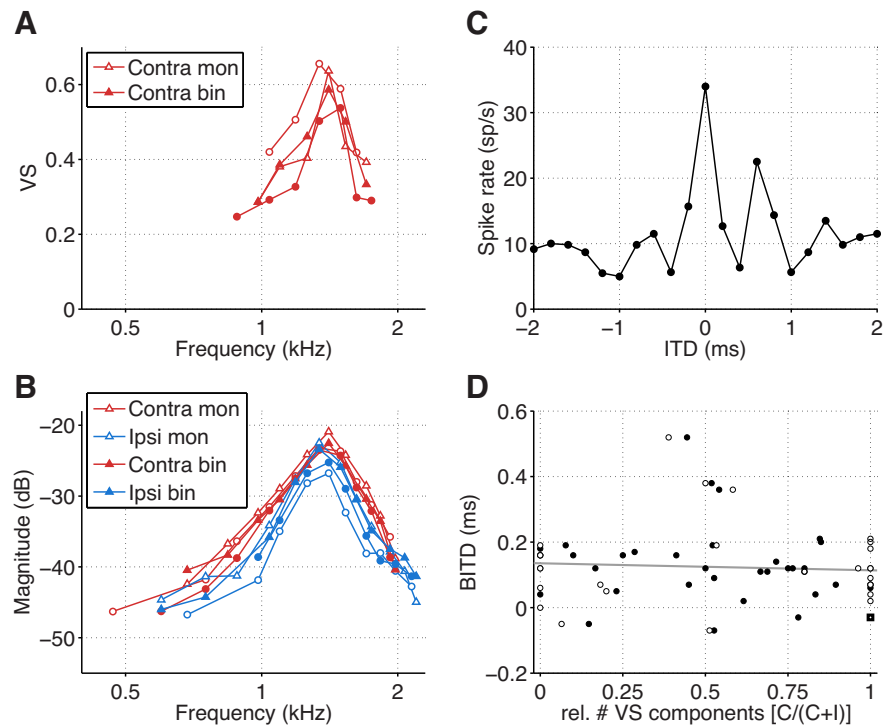 A
Contra mon
Contra bin
VS
0.6
0.4
0.2
0
0.5
1
2
Frequency (kHz)
B
Contra mon
Ipsi mon
Contra bin
Ipsi bin
Magnitude (dB)
−20
−30
−40
−50
0.5
1
2
Frequency (kHz)
C
Spike rate (sp/s)
40
30
20
10
0
−2
−1
0
1
2
ITD (ms)
D
BITD (ms)
0.6
0.4
0.2
0
−0.2
0
0.25
0.5
0.75
1
rel. # VS components [C/(C+I)]